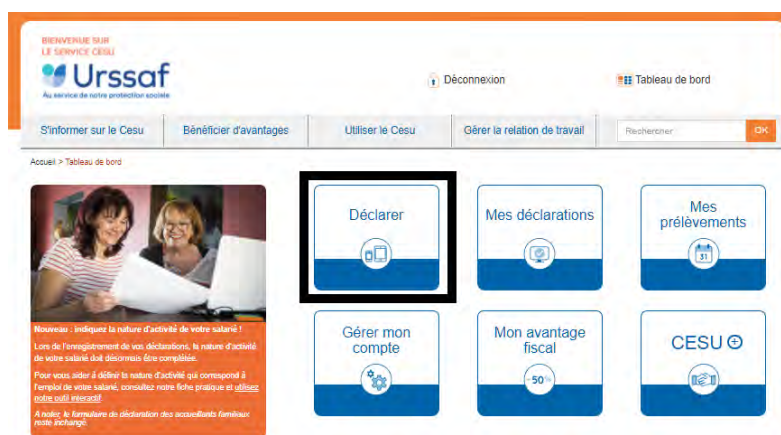 BIENVENUE SUR
LE SERVICE CESU
Urssaf
Au service de notre protection sociale
Déconnexion
Tableau de bord
S'informer sur le Cesu
Bénéficier d'avantages
Utiliser le Cesu
Gérer la relation de travail
Rechercher
OK
Accueil > Tableau de bord
Déclarer
Mes déclarations
Mes
prélèvements
31
Nouveau : indiquez la nature d'activité de votre salarié !
Lors de l'enregistrement de vos déclarations, la nature d'activité
de votre salarié doit désormais être
complétée.
Pour vous aider à définir la nature d'activité qui correspond à
l'emploi de votre salarié, consultez notre fiche pratique et utilisez
notre outil interactif.
A noter, le formulaire de déclaration des accueillants familiaux
reste inchangé.
Gérer mon
compte
Mon avantage
fiscal
-50%
CESU +